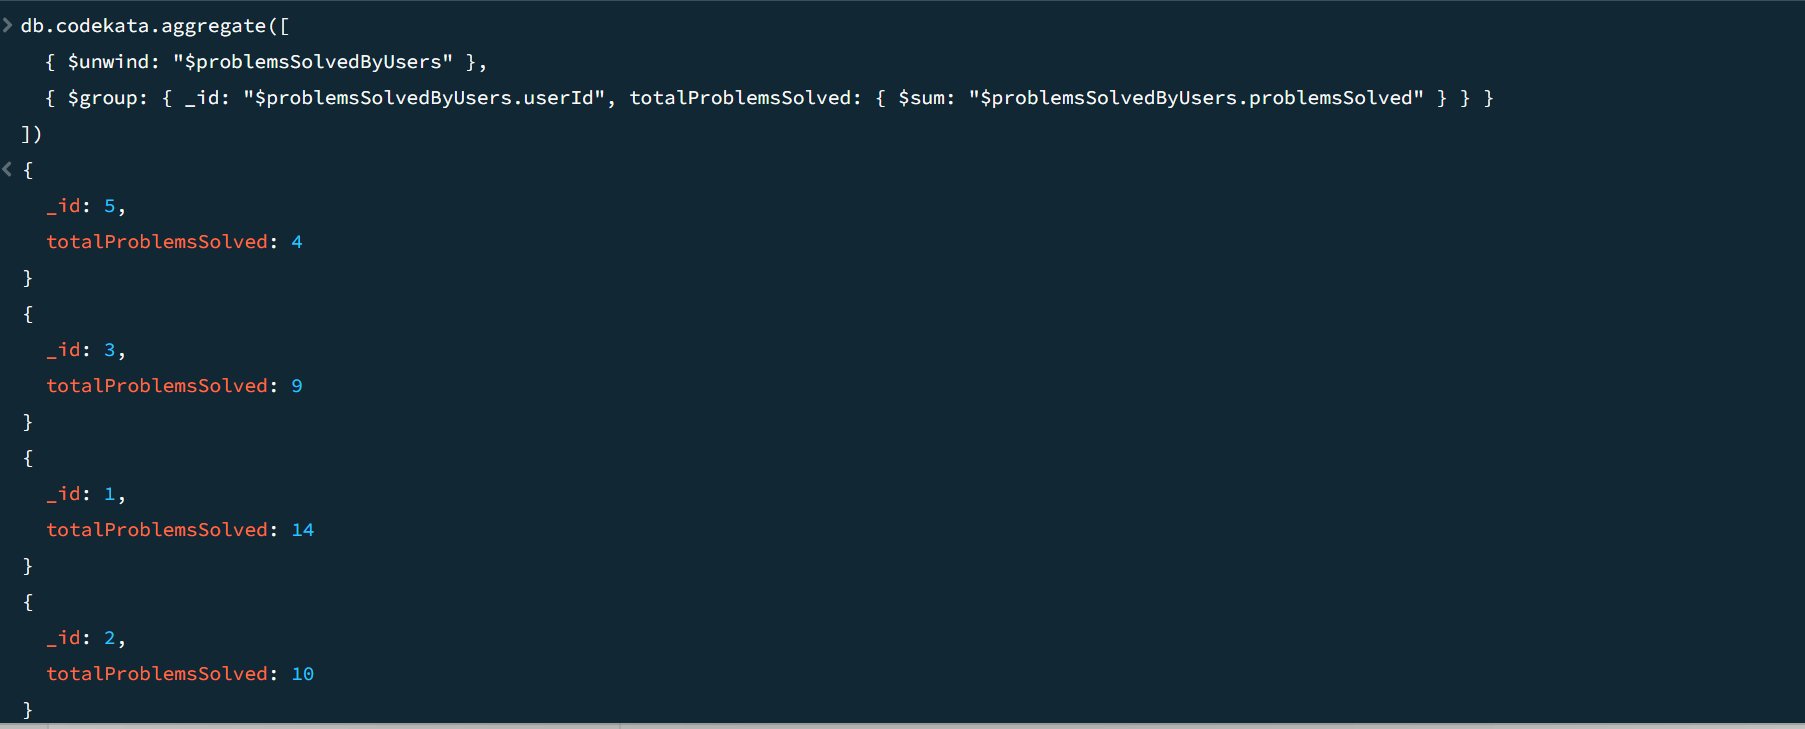 db.codekata.aggregate([
{ $unwind: "$problemsSolvedByUsers" },
{ $group: { _id: "$problemsSolvedByUsers.userId", totalProblemsSolved: { $sum: "$problemsSolvedByUsers.problemsSolved" } } }
])
{
_id: 5,
totalProblemsSolved: 4
}
{
_id: 3,
totalProblemsSolved: 9
}
{
_id: 1,
totalProblemsSolved: 14
}
{
_id: 2,
totalProblemsSolved: 10
}